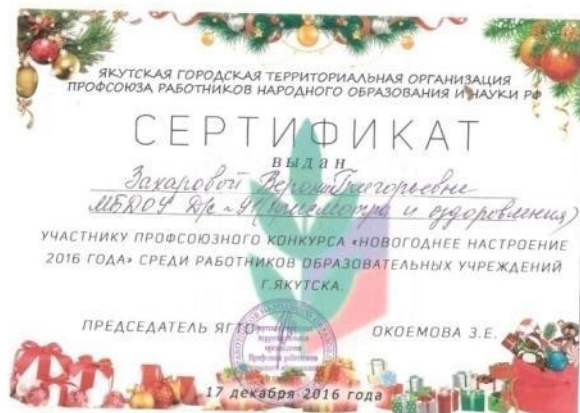 ЯКУТСКАЯ ГОРОДСКАЯ ТЕРРИТОРИАЛЬНАЯ ОРГАНИЗАЦИЯ
ПРОФСОЮЗА РАБОТНИКОВ НАРОДНОГО ОБРАЗОВАНИЯ И НАУКИ РФ
СЕРТИФИКАТ
выдан
Захаровой Григорьевне
МБДОУ и оздоровления)
УЧАСТНИКУ ПРОФСОЮЗНОГО КОНКУРСА «НОВОГОДНЕЕ НАСТРОЕНИЕ
2016 ГОДА» СРЕДИ РАБОТНИКОВ ОБРАЗОВАТЕЛЬНЫХ УЧРЕЖДЕНИЙ
Г.ЯКУТСКА.
ПРЕДСЕДАТЕЛЬ ЯГТО ОКОЕМОВА З.Е.
17 декабря 2016 года